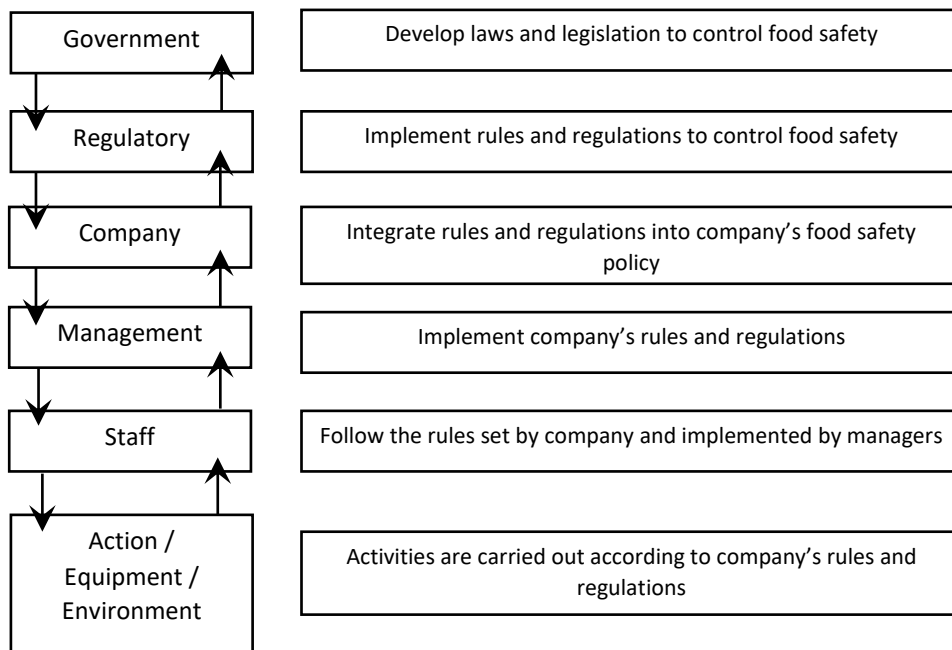 Government
Develop laws and legislation to control food safety
Regulatory
Implement rules and regulations to control food safety
Company
Integrate rules and regulations into company’s food safety
policy
Management
Implement company’s rules and regulations
Staff
Follow the rules set by company and implemented by managers
Action /
Equipment /
Environment
Activities are carried out according to company’s rules and
regulations